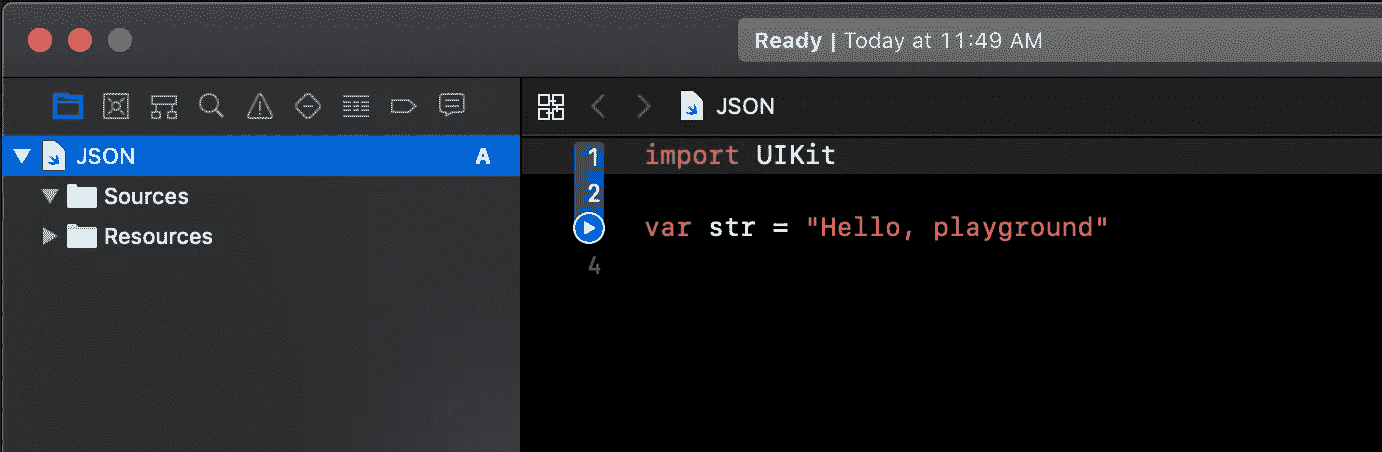 Ready | Today at 11:49 AM
JSON
JSON A
Sources
Resources
1 import UIKit
2
var str = "Hello, playground"
4